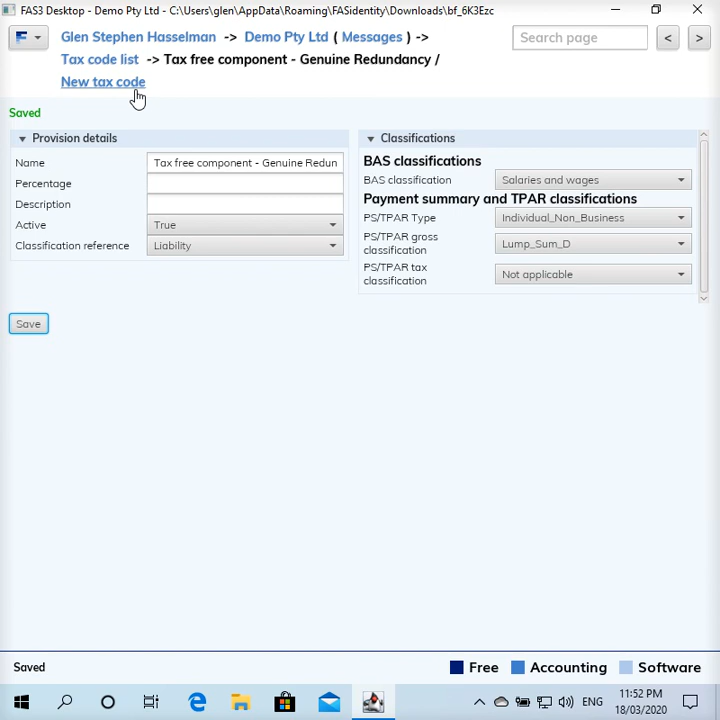 FAS3 Desktop - Demo Pty Ltd - C:\Users\glen\AppData\Roaming\FASidentity\Downloads\bf_6K3Ezc
F
Glen Stephen Hasselman -> Demo Pty Ltd ( Messages ) ->
Search page
<
>
Tax code list -> Tax free component - Genuine Redundancy /
New tax code
Saved
Provision details
Name Tax free component - Genuine Redun
Percentage
Description
Active True
Classification reference Liability
Save
Classifications
BAS classifications
BAS classification Salaries and wages
Payment summary and TPAR classifications
PS/TPAR Type Individual_Non_Business
PS/TPAR gross
classification
Lump_Sum_D
PS/TPAR tax
classification
Not applicable
Saved
Free Accounting Software
ENG
11:52 PM
18/03/2020